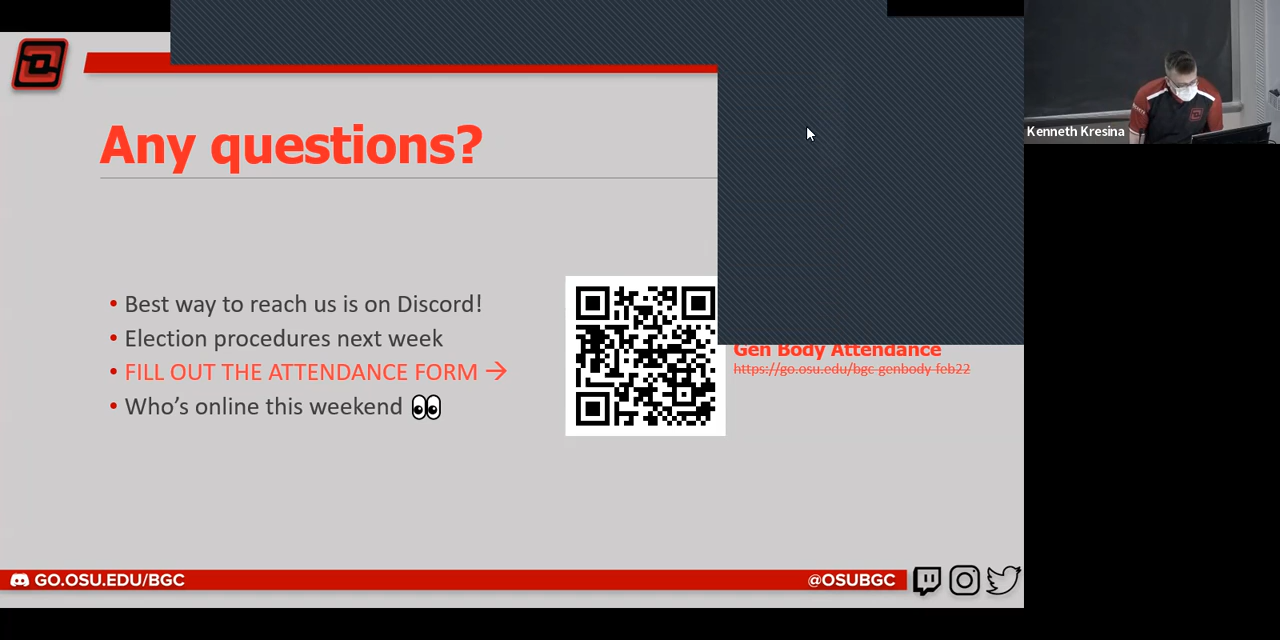 Kenneth Kresina
Any questions?
• Best way to reach us is on Discord!
• Election procedures next week
• FILL OUT THE ATTENDANCE FORM →
• Who's online this weekend 👀
Gen Body Attendance
https://go.osu.edu/bgc-genbody-feb22
GO.OSU.EDU/BGC
@OSUBGC